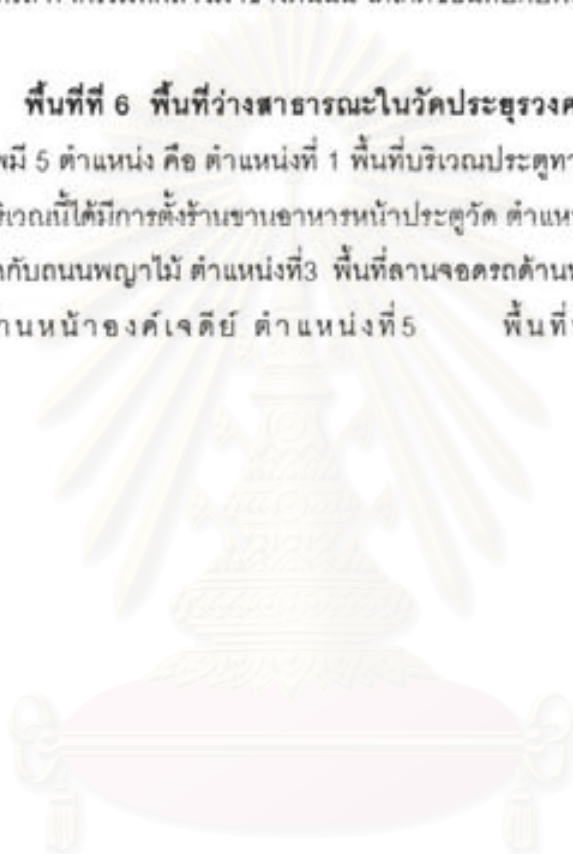 พื้นที่ที่ 6 พื้นที่ว่างสาธารณะในวัดประยุรวงศ
พมี 5 ตำแหน่ง คือ ตำแหน่งที่ 1 พื้นที่บริเวณประตูทา
ริเวณนี้ได้มีการตั้งร้านขายอาหารหน้าประตูวัด ตำแห
กับถนนพญาไม้ ตำแหน่งที่3 พื้นที่ลานจอดรถด้าน
านหน้าองค์เจดีย์ ตำแหน่งที่5 พื้นที่